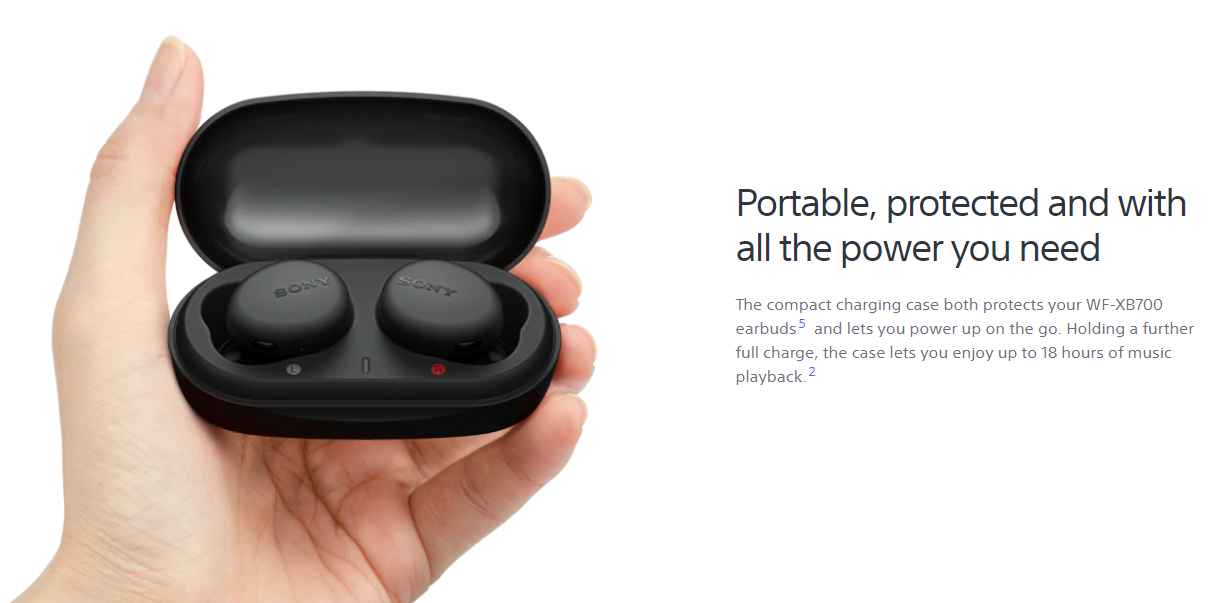 SONY
SONY
L
R
Portable, protected and with
all the power you need
The compact charging case both protects your WF-XB700
earbuds5 and lets you power up on the go. Holding a further
full charge, the case lets you enjoy up to 18 hours of music
playback.2